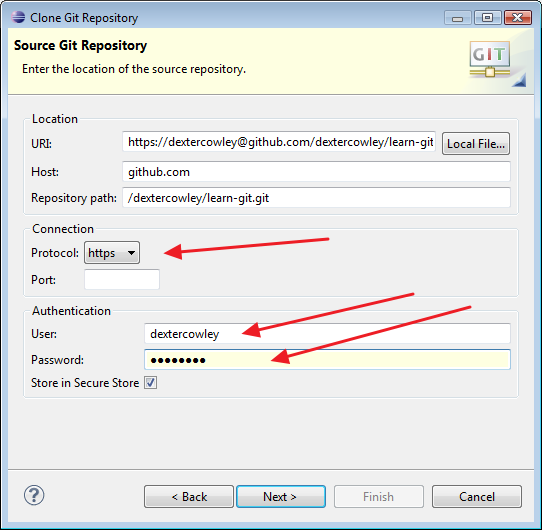 Clone Git Repository
Source Git Repository
Enter the location of the source repository.
GIT
Location
URI: https://dextercowley@github.com/dextercowley/learn-git Local File...
Host: github.com
Repository path: /dextercowley/learn-git.git
Connection
Protocol: https
Port:
Authentication
User: dextercowley
Password: ●●●●●●●●
Store in Secure Store
? < Back Next > Finish Cancel